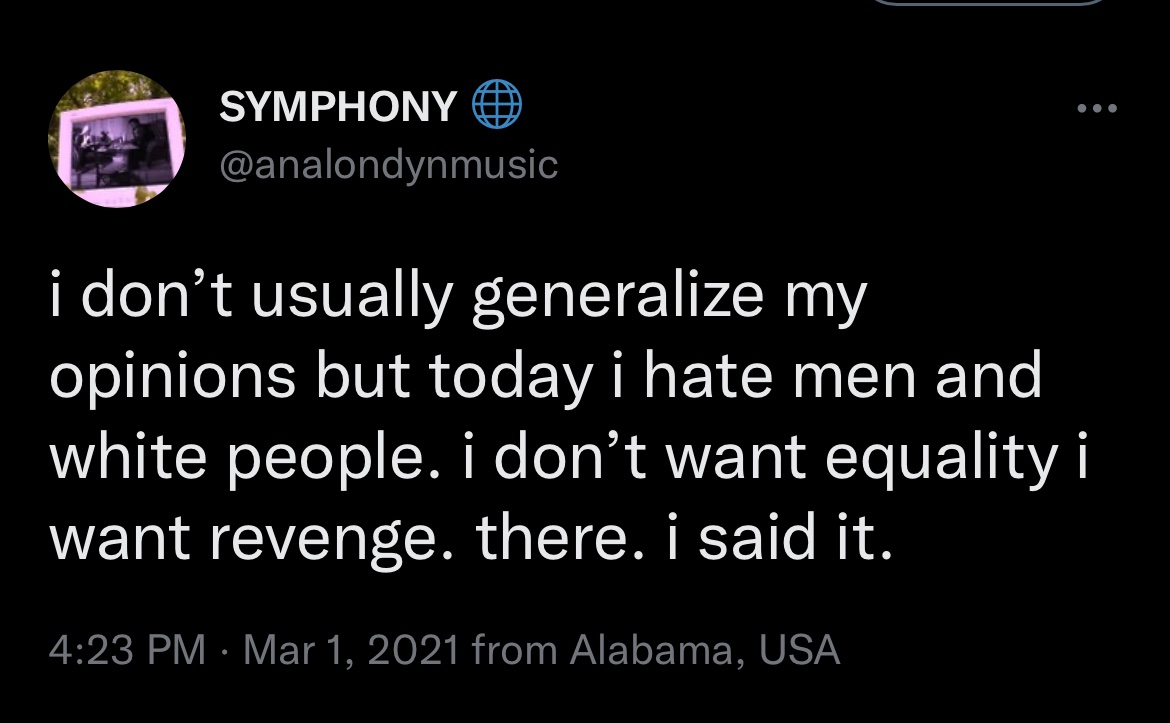 SYMPHONY
@analondynmusic
i don’t usually generalize my
opinions but today i hate men and
white people. i don’t want equality i
want revenge. there. i said it.
4:23 PM · Mar 1, 2021 from Alabama, USA